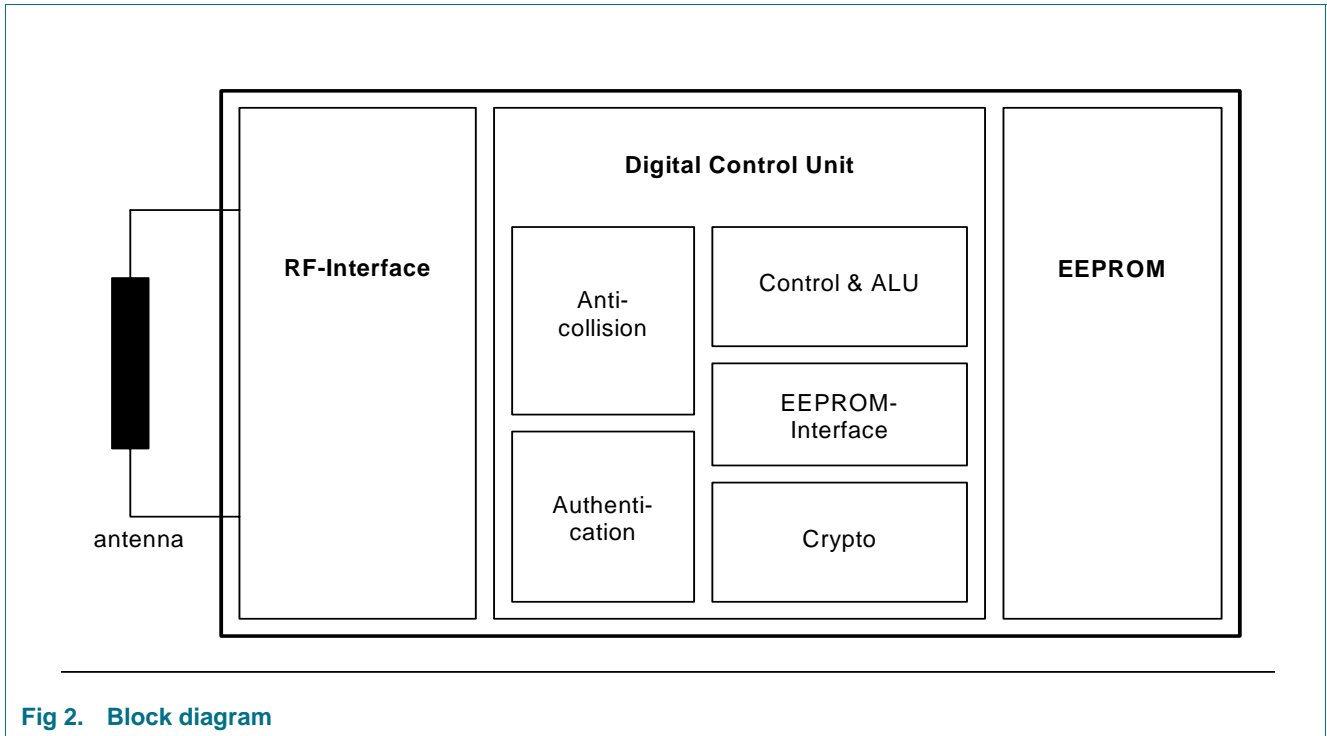 Digital Control Unit
RF-Interface
Anti-
collision
Control & ALU
EEPROM
EEPROM-
Interface
Authenti-
cation
Crypto
antenna
Fig 2. Block diagram